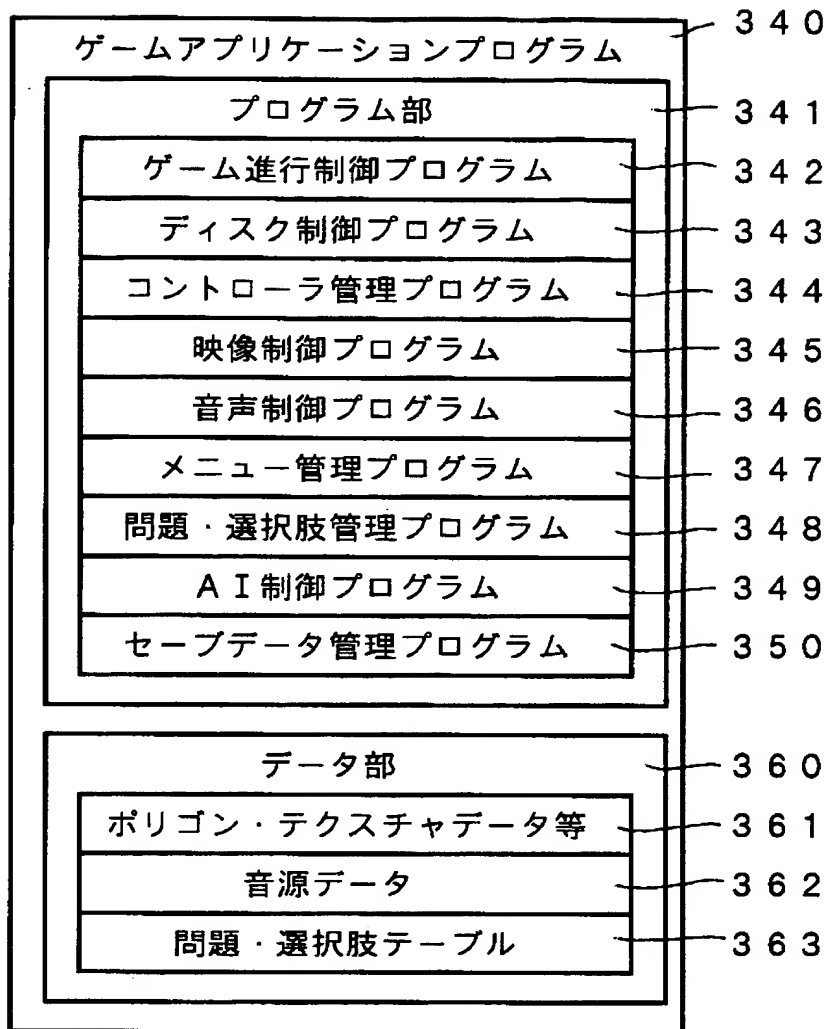 ゲームアプリケーションプログラム 340
プログラム部 341
ゲーム進行制御プログラム 342
ディスク制御プログラム 343
コントローラ管理プログラム 344
映像制御プログラム 345
音声制御プログラム 346
メニュー管理プログラム 347
問題・選択肢管理プログラム 348
AI制御プログラム 349
セーブデータ管理プログラム 350
データ部 360
ポリゴン・テクスチャデータ等 361
音源データ 362
問題・選択肢テーブル 363